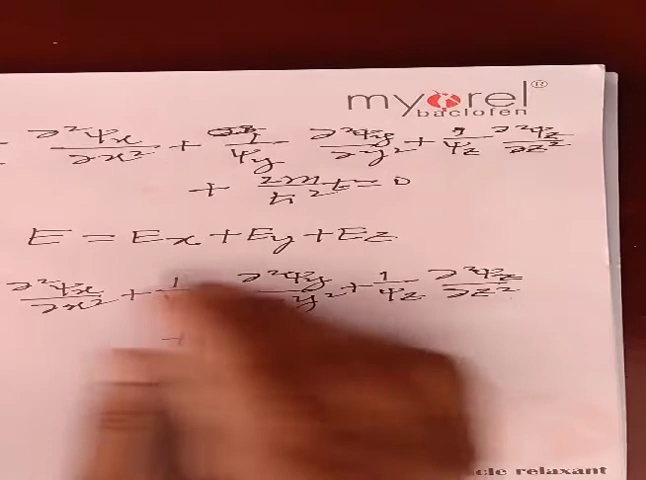 myorel®
baclofen
= ∂²ψx/∂x² + 1/ψy ∂²ψy/∂y² + 1/ψz ∂²ψz/∂z²
+ 2m/ħ² E = 0
E = Ex + Ey + Ez
∂²ψx/∂x² + 1 ∂²ψy/y² + 1/ψz ∂²ψz/∂z²
+
cle relaxant